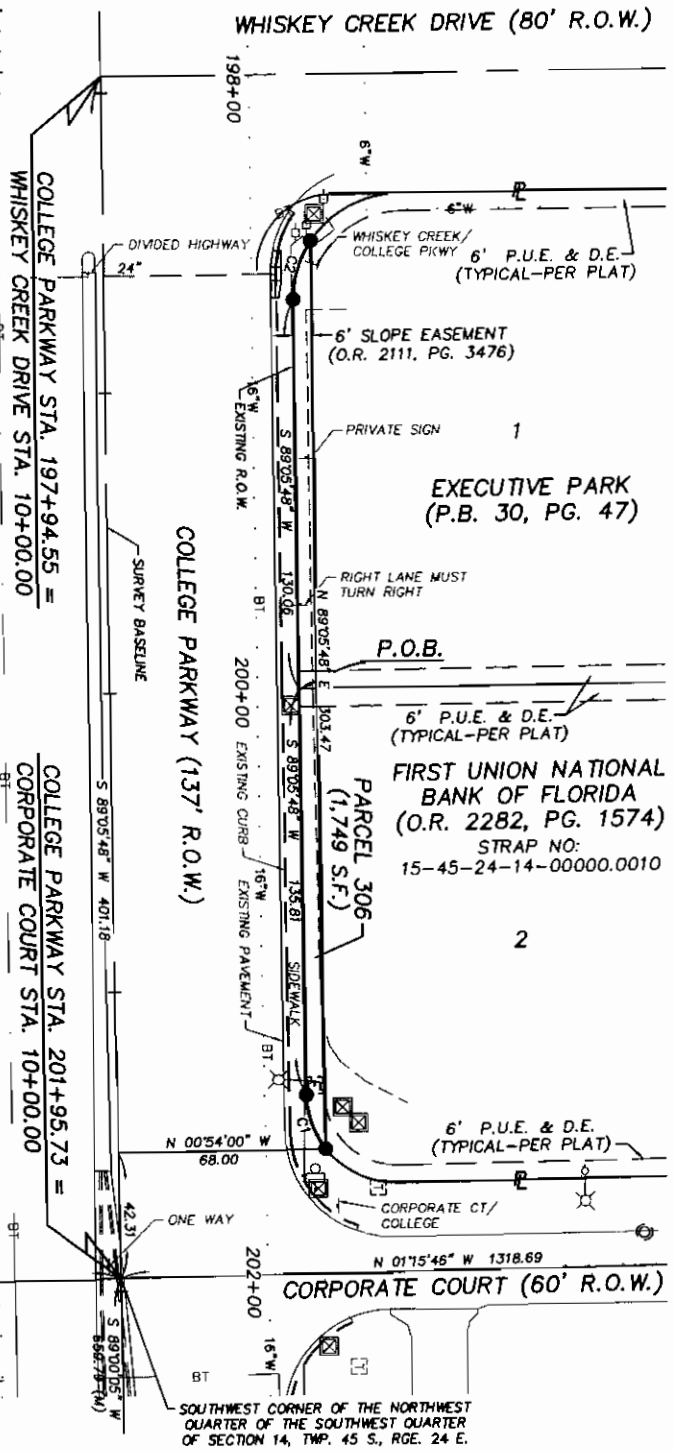 WHISKEY CREEK DRIVE (80' R.O.W.)
198+00
6"W
6"W
℄
WHISKEY CREEK/
COLLEGE PKWY
6' P.U.E. & D.E.
(TYPICAL-PER PLAT)
DIVIDED HIGHWAY
24"
C2
6' SLOPE EASEMENT
(O.R. 2111, PG. 3476)
COLLEGE PARKWAY STA. 197+94.55 =
WHISKEY CREEK DRIVE STA. 10+00.00
16"W
EXISTING R.O.W.
PRIVATE SIGN
1
EXECUTIVE PARK
(P.B. 30, PG. 47)
S 89°05'48" W 130.06
SURVEY BASELINE
COLLEGE PARKWAY (137' R.O.W.)
BT
RIGHT LANE MUST
TURN RIGHT
N 89°05'48" E 303.47
P.O.B.
200+00
6' P.U.E. & D.E.
(TYPICAL-PER PLAT)
S 89°05'48" W 135.81
EXISTING CURB
EXISTING PAVEMENT
16"W
PARCEL 306
(1,749 S.F.)
FIRST UNION NATIONAL
BANK OF FLORIDA
(O.R. 2282, PG. 1574)
STRAP NO:
15-45-24-14-00000.0010
2
S 89°05'48" W 401.18
COLLEGE PARKWAY STA. 201+95.73 =
CORPORATE COURT STA. 10+00.00
SIDEWALK
BT
C1
6' P.U.E. & D.E.
(TYPICAL-PER PLAT)
N 00°54'00" W
68.00
42.31
ONE WAY
CORPORATE CT/
COLLEGE
202+00
N 01°15'46" W 1318.69
CORPORATE COURT (60' R.O.W.)
S 89°00'05" W
16"W
BT
BT
SOUTHWEST CORNER OF THE NORTHWEST
QUARTER OF THE SOUTHWEST QUARTER
OF SECTION 14, TWP. 45 S., RGE. 24 E.